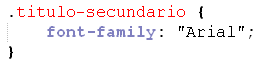 .titulo-secundario {
    font-family: "Arial";
}